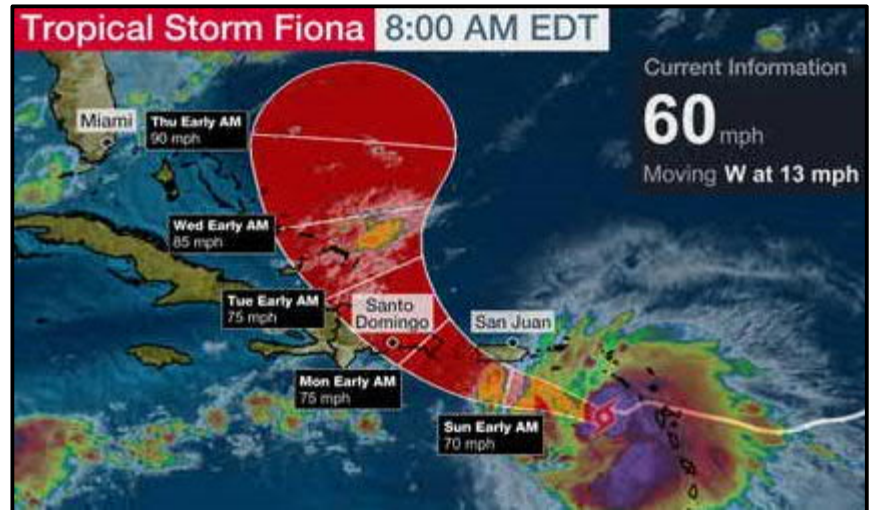 Tropical Storm Fiona 8:00 AM EDT
Current Information
60 mph
Moving W at 13 mph
Miami
Thu Early AM
90 mph
Wed Early AM
85 mph
Tue Early AM
75 mph
Santo
Domingo
San Juan
Mon Early AM
75 mph
Sun Early AM
70 mph